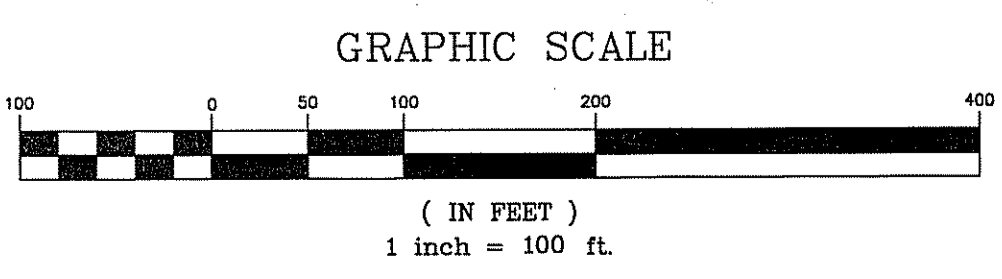 GRAPHIC SCALE
100 0 50 100 200 400
( IN FEET )
1 inch = 100 ft.